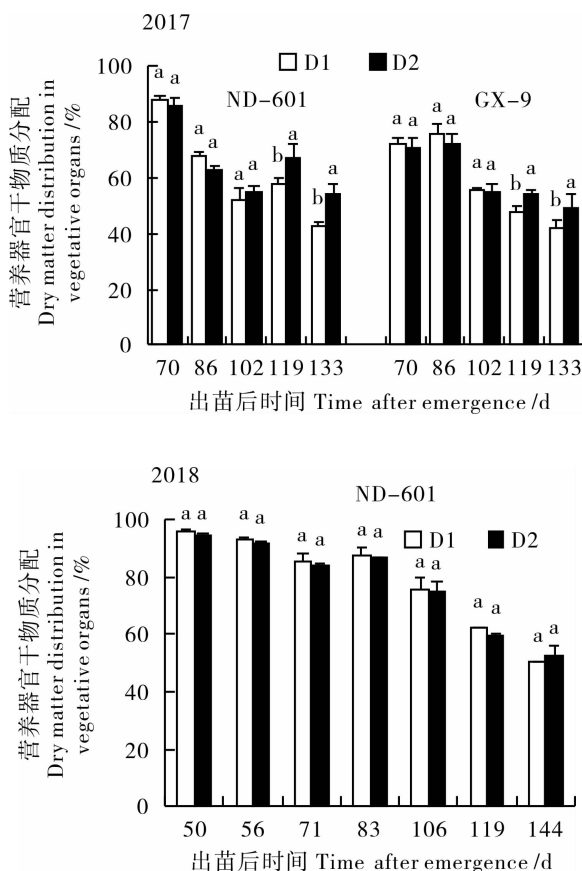 2017
D1 D2
ND-601 GX-9
营养器官干物质分配
Dry matter distribution in
vegetative organs /%
100
80
60
40
20
0
a a a a a a b a b a
a a a a a a b a b a
70 86 102 119 133 70 86 102 119 133
出苗后时间 Time after emergence /d
2018
ND-601
D1 D2
营养器官干物质分配
Dry matter distribution in
vegetative organs /%
100
80
60
40
20
0
a a a a a a a a a a a a a a
50 56 71 83 106 119 144
出苗后时间 Time after emergence /d